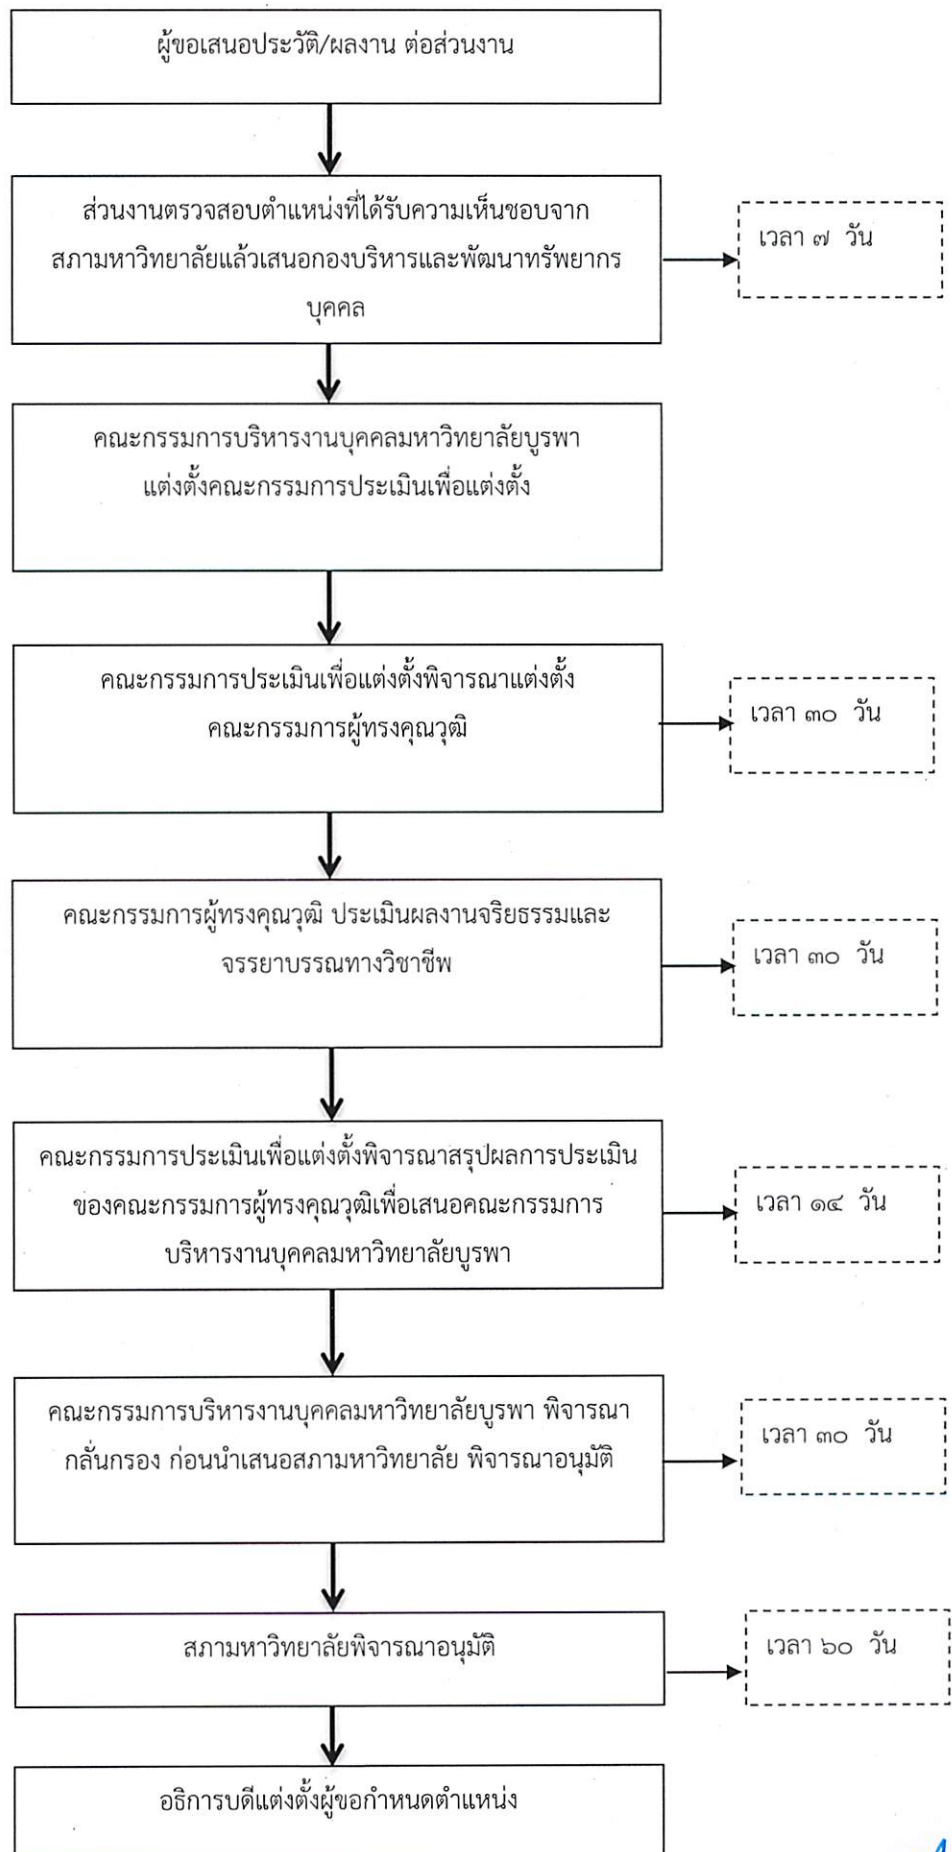 ผู้ขอเสนอประวัติ/ผลงาน ต่อส่วนงาน
ส่วนงานตรวจสอบตำแหน่งที่ได้รับความเห็นชอบจาก
สภามหาวิทยาลัยแล้วเสนอกองบริหารและพัฒนาทรัพยากร
บุคคล
เวลา ๗ วัน
คณะกรรมการบริหารงานบุคคลมหาวิทยาลัยบูรพา
แต่งตั้งคณะกรรมการประเมินเพื่อแต่งตั้ง
คณะกรรมการประเมินเพื่อแต่งตั้งพิจารณาแต่งตั้ง
คณะกรรมการผู้ทรงคุณวุฒิ
เวลา ๓๐ วัน
คณะกรรมการผู้ทรงคุณวุฒิ ประเมินผลงานจริยธรรมและ
จรรยาบรรณทางวิชาชีพ
เวลา ๓๐ วัน
คณะกรรมการประเมินเพื่อแต่งตั้งพิจารณาสรุปผลการประเมิน
ของคณะกรรมการผู้ทรงคุณวุฒิเพื่อเสนอคณะกรรมการ
บริหารงานบุคคลมหาวิทยาลัยบูรพา
เวลา ๑๔ วัน
คณะกรรมการบริหารงานบุคคลมหาวิทยาลัยบูรพา พิจารณา
กลั่นกรอง ก่อนนำเสนอสภามหาวิทยาลัย พิจารณาอนุมัติ
เวลา ๓๐ วัน
สภามหาวิทยาลัยพิจารณาอนุมัติ
เวลา ๖๐ วัน
อธิการบดีแต่งตั้งผู้ขอกำหนดตำแหน่ง